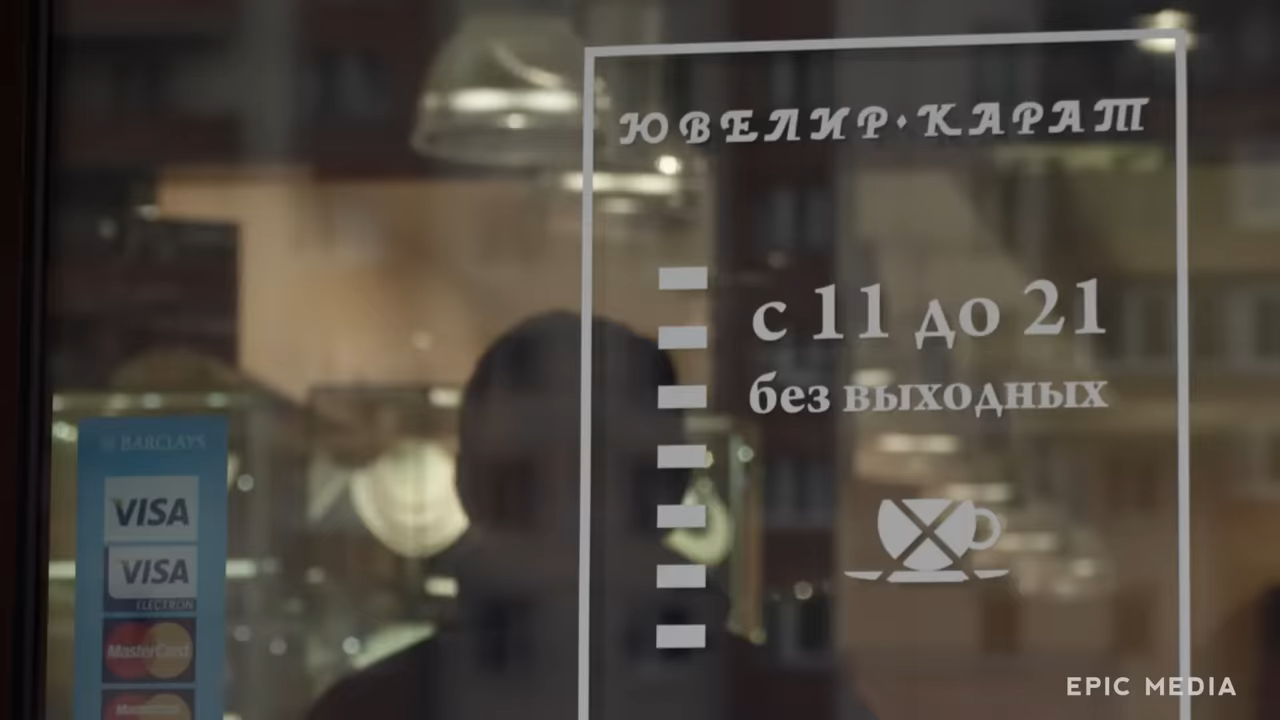 ЮВЕЛИР·КАРАТ
с 11 до 21
без выходных
BARCLAYS
VISA
VISA
ELECTRON
MasterCard
EPIC MEDIA